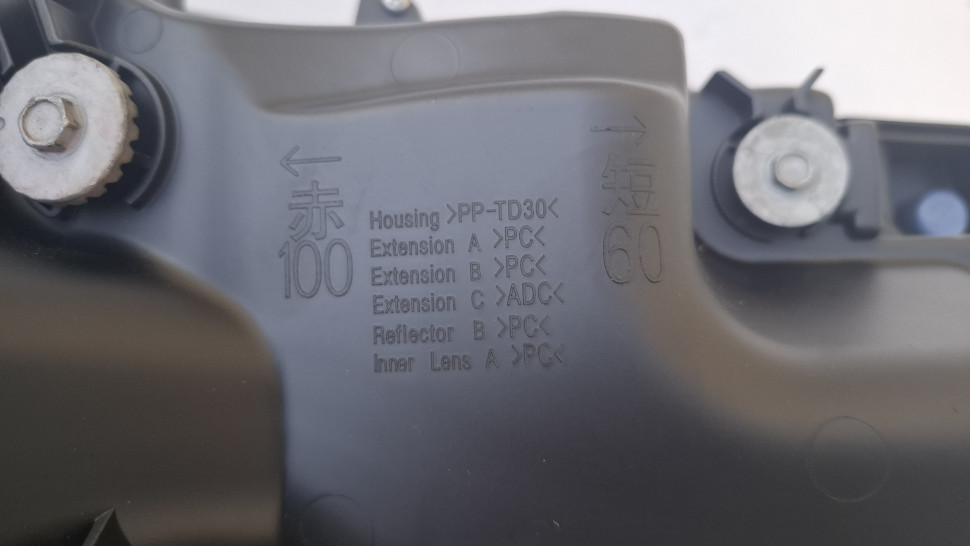 ←
赤
100
Housing >PP-TD30<
Extension A >PC<
Extension B >PC<
Extension C >ADC<
Reflector B >PC<
Inner Lens A >PC<
→
短
60